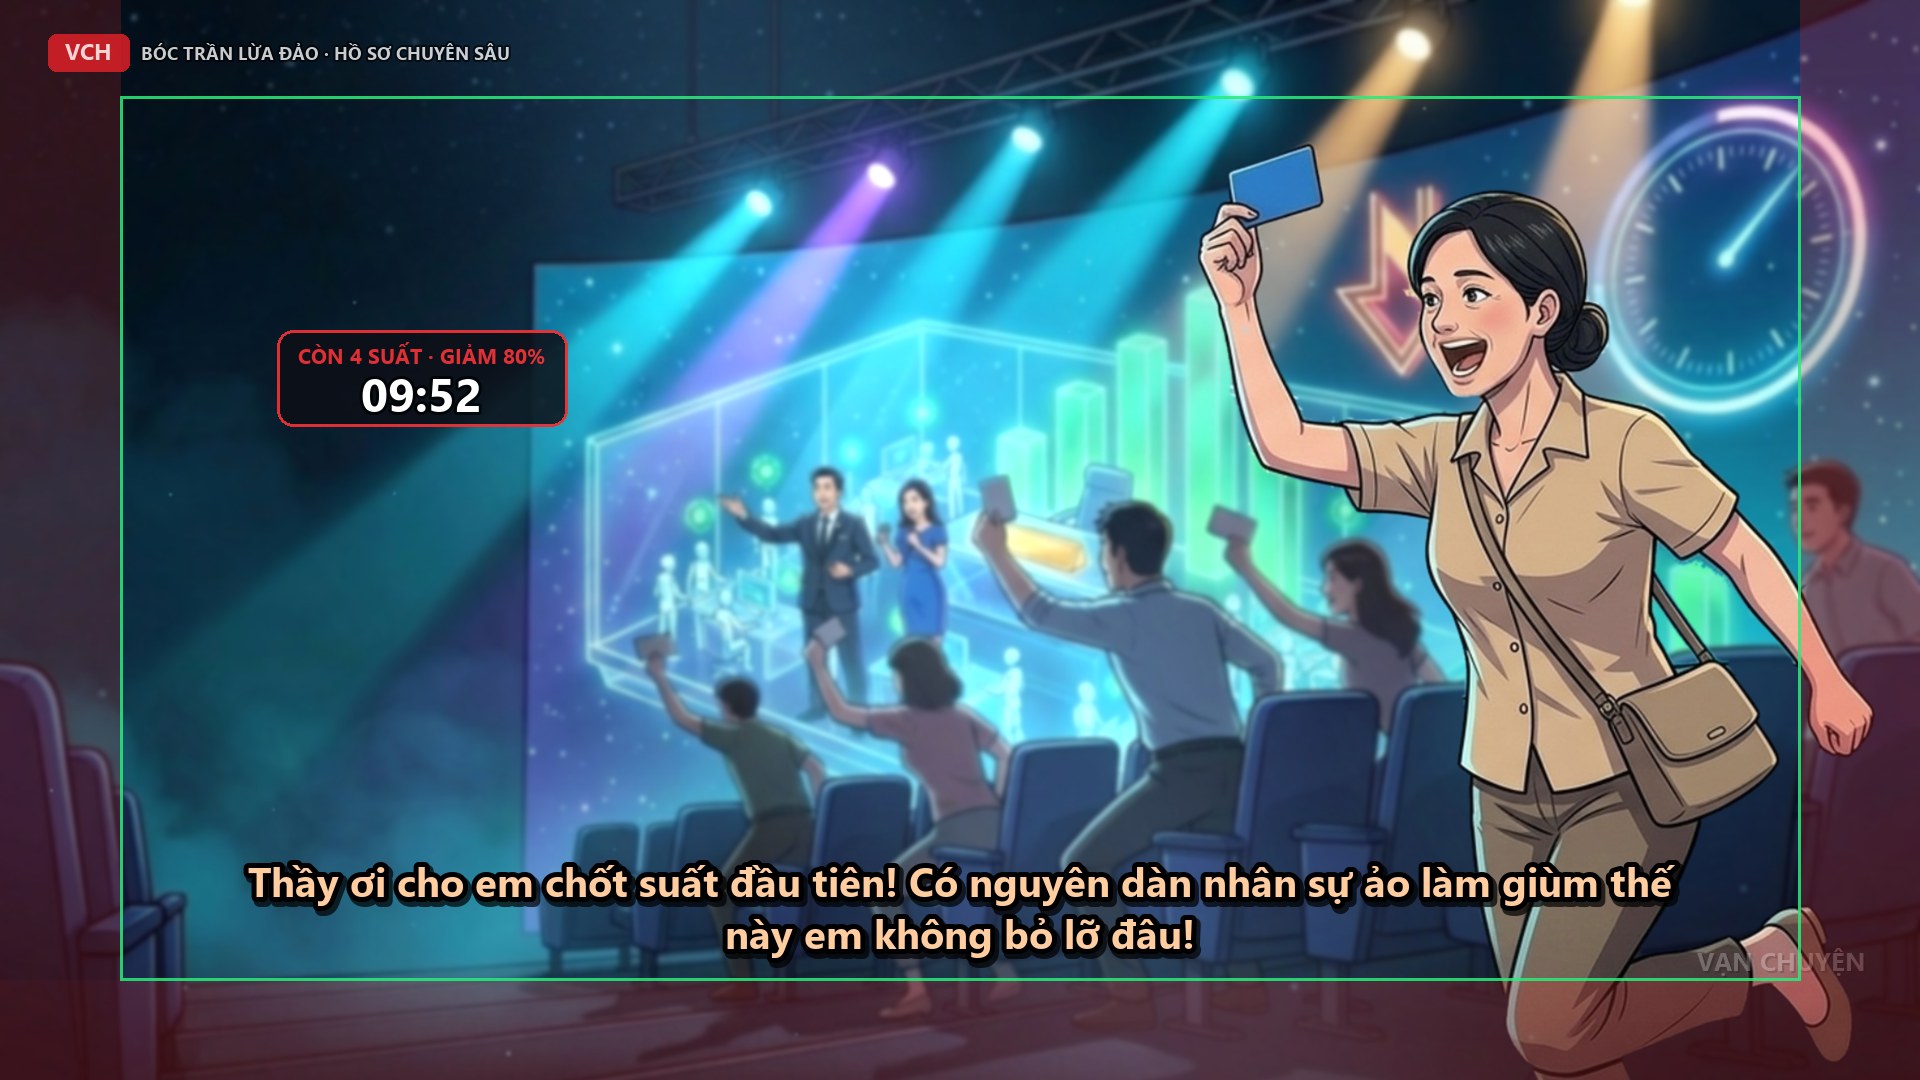 VCH BÓC TRẦN LỪA ĐẢO · HỒ SƠ CHUYÊN SÂU
CÒN 4 SUẤT · GIẢM 80%
09:52
Thầy ơi cho em chốt suất đầu tiên! Có nguyên dàn nhân sự ảo làm giùm thế
này em không bỏ lỡ đâu!
VẠN CHUYỆN